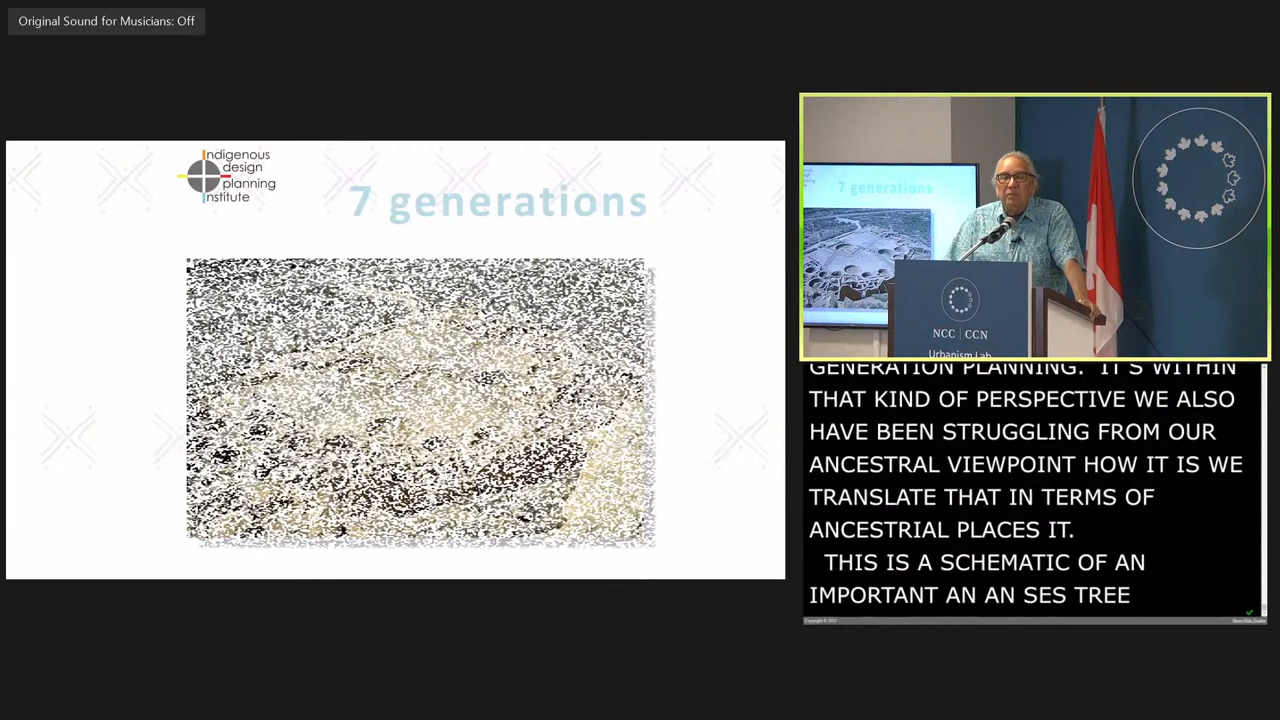 Original Sound for Musicians: Off
Indigenous
design
planning
institute
7 generations
7 generations
NCC | CCN
Urbanism Lab
GENERATION PLANNING. IT'S WITHIN
THAT KIND OF PERSPECTIVE WE ALSO
HAVE BEEN STRUGGLING FROM OUR
ANCESTRAL VIEWPOINT HOW IT IS WE
TRANSLATE THAT IN TERMS OF
ANCESTRIAL PLACES IT.
THIS IS A SCHEMATIC OF AN
IMPORTANT AN AN SES TREE